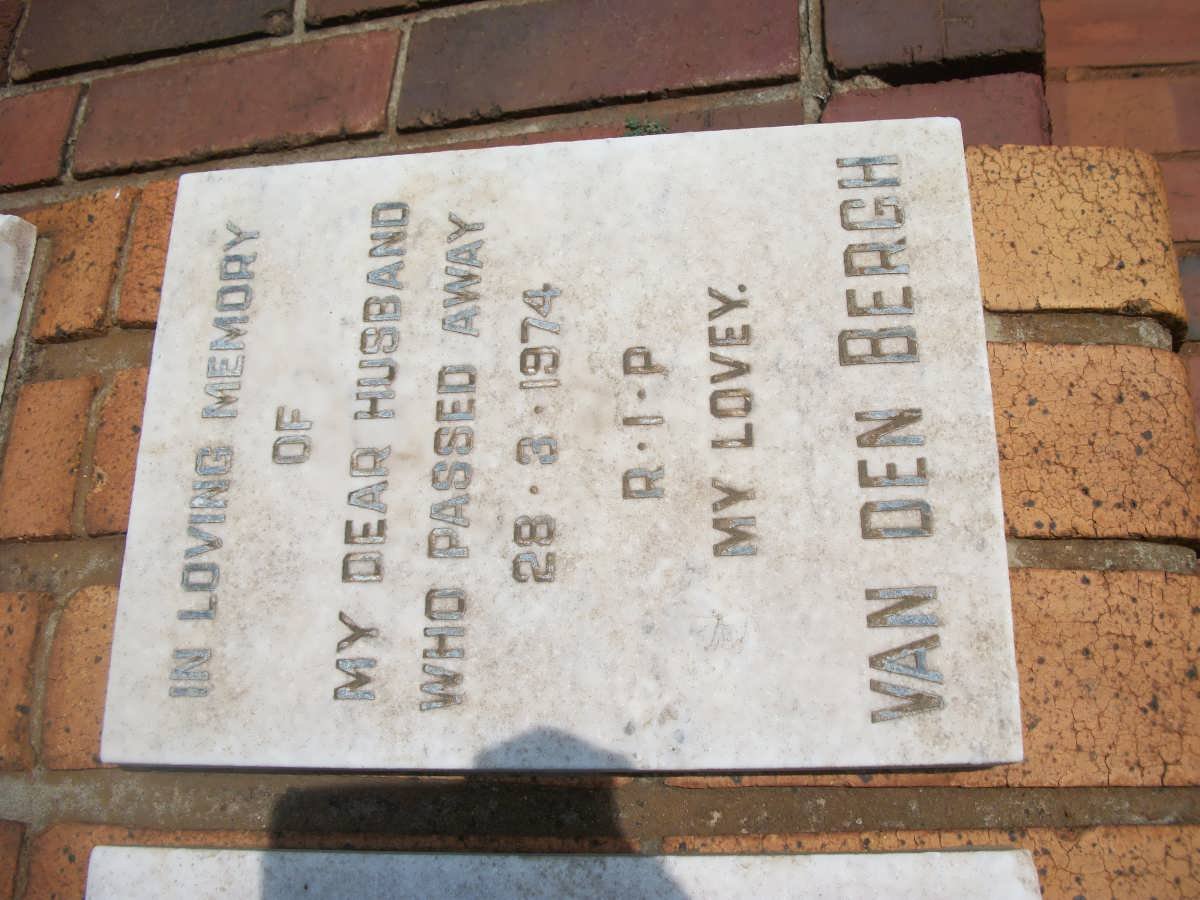 IN LOVING MEMORY
OF
MY DEAR HUSBAND
WHO PASSED AWAY
28·3·1974
R·I·P
MY LOVEY.
VAN DEN BERGH